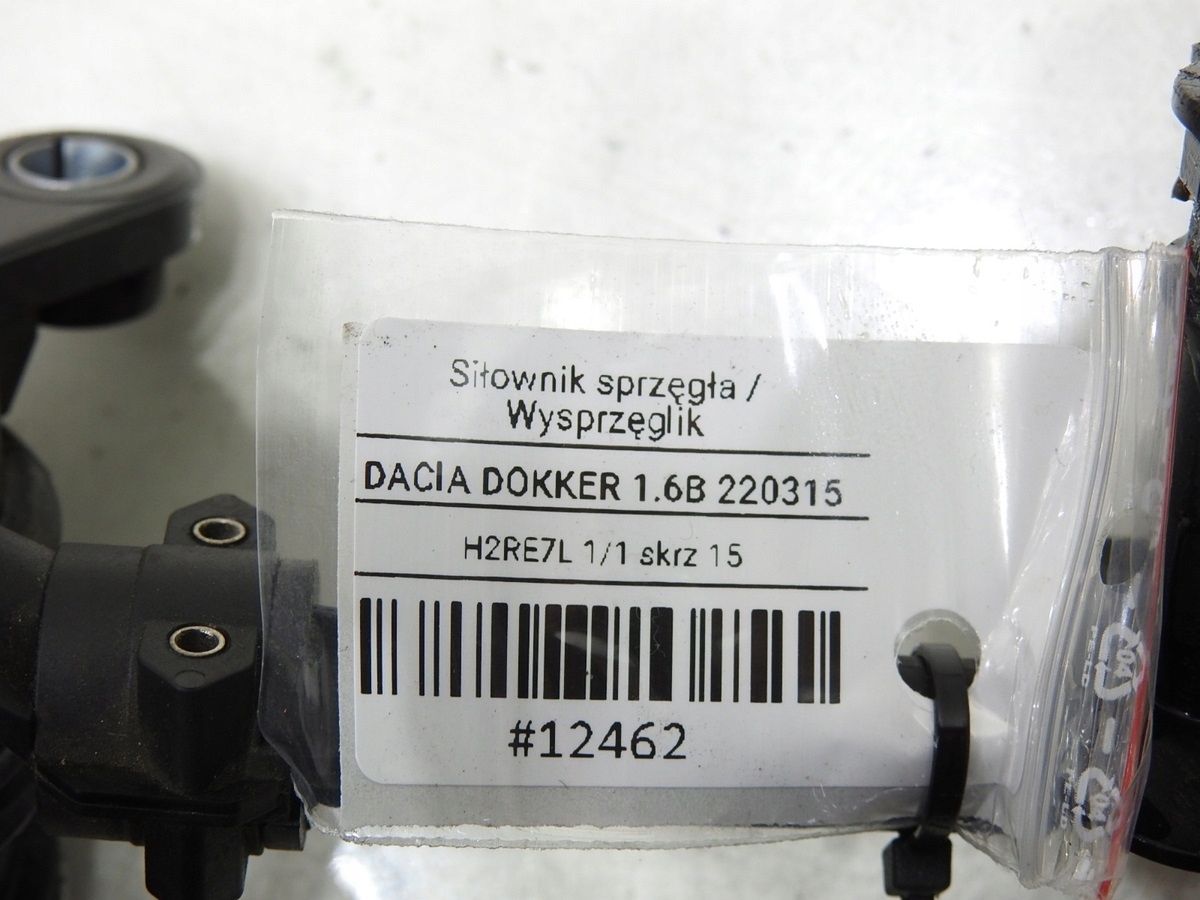 Siłownik sprzęgła /
Wysprzęglik
DACIA DOKKER 1.6B 220315
H2RE7L 1/1 skrz 15
#12462